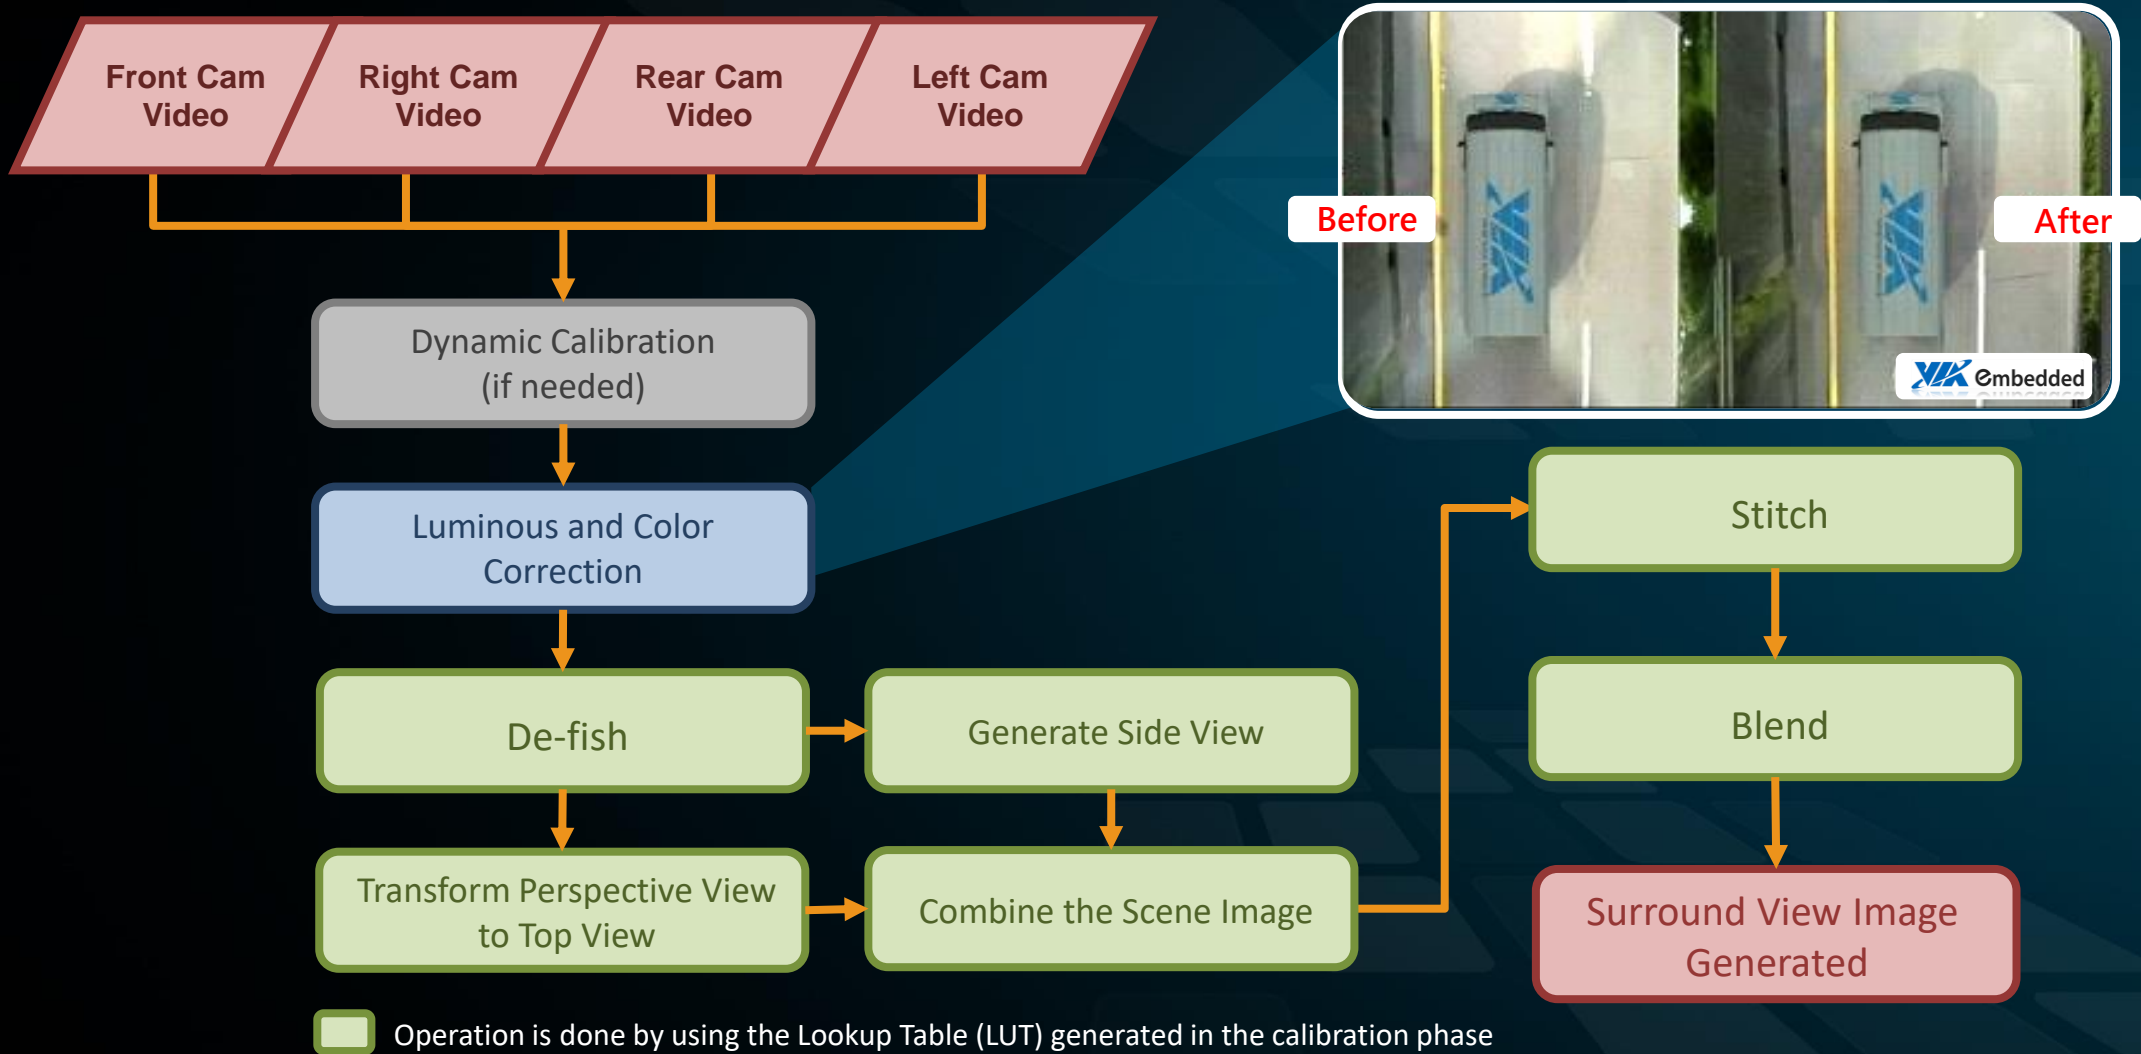 Front Cam
Video
Right Cam
Video
Rear Cam
Video
Left Cam
Video
Before
After
VIA
VIA
VIA embedded
Dynamic Calibration
(if needed)
Luminous and Color
Correction
De-fish
Generate Side View
Transform Perspective View
to Top View
Combine the Scene Image
Stitch
Blend
Surround View Image
Generated
Operation is done by using the Lookup Table (LUT) generated in the calibration phase